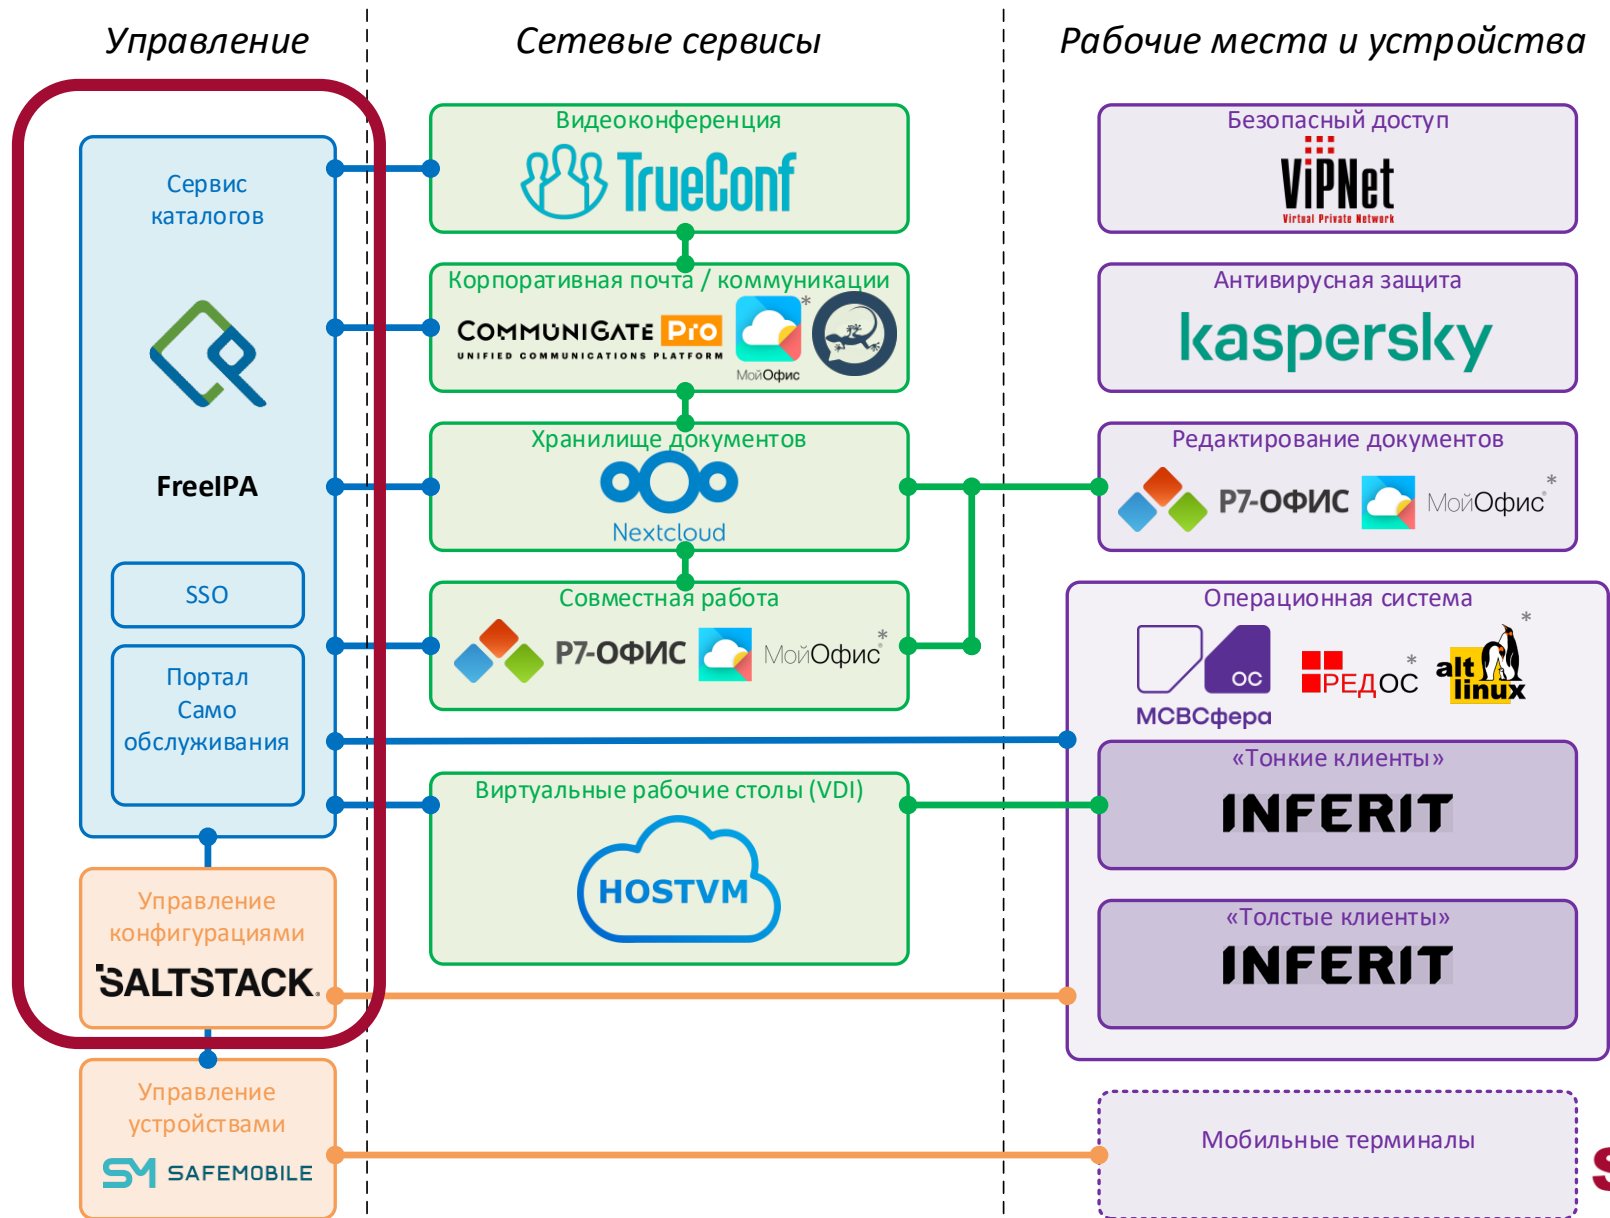 Управление
Сетевые сервисы
Рабочие места и устройства
Сервис
каталогов
FreeIPA
SSO
Портал
Само
обслуживания
Управление
конфигурациями
SALTSTACK
Управление
устройствами
SM SAFEMOBILE
Видеоконференция
TrueConf
Корпоративная почта / коммуникации
COMMUNIGATE Pro
UNIFIED COMMUNICATIONS PLATFORM
*
МойОфис
Хранилище документов
Nextcloud
Совместная работа
Р7-ОФИС
МойОфис*
Виртуальные рабочие столы (VDI)
HOSTVM
Безопасный доступ
ViPNet
Virtual Private Network
Антивирусная защита
kaspersky
Редактирование документов
Р7-ОФИС
МойОфис*
Операционная система
ОС
МСВСфера
РЕДОС*
alt
linux*
«Тонкие клиенты»
INFERIT
«Толстые клиенты»
INFERIT
Мобильные терминалы